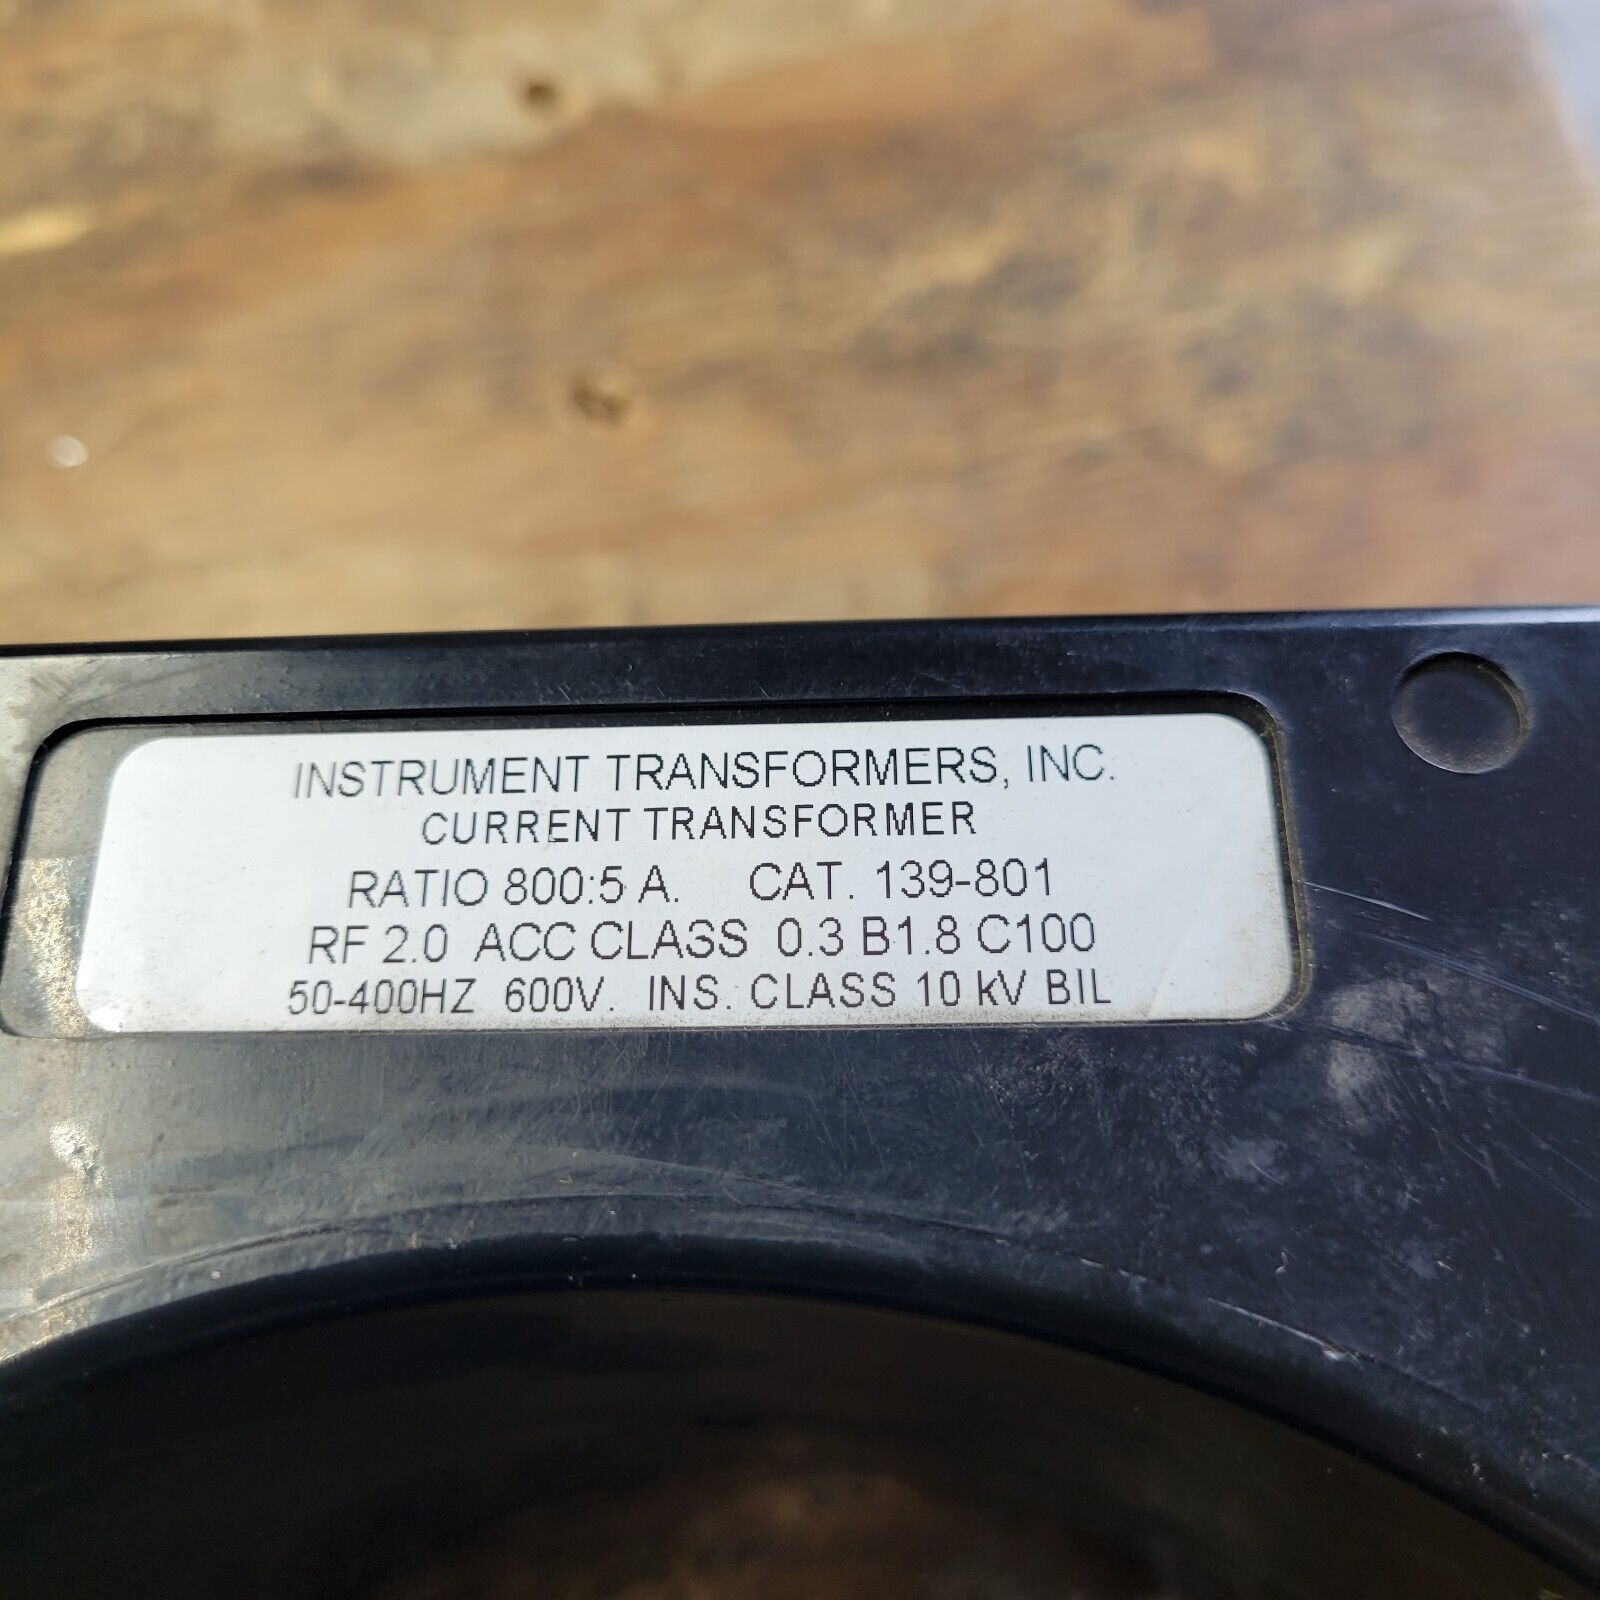 INSTRUMENT TRANSFORMERS, INC.
CURRENT TRANSFORMER
RATIO 800:5 A. CAT. 139-801
RF 2.0 ACC CLASS 0.3 B1.8 C100
50-400HZ 600V. INS. CLASS 10 kV BIL